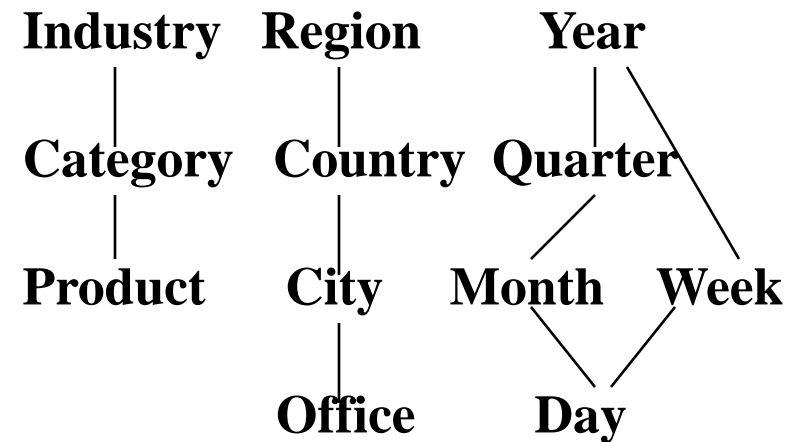 Industry Region Year
Category Country Quarter
Product City Month Week
Office Day